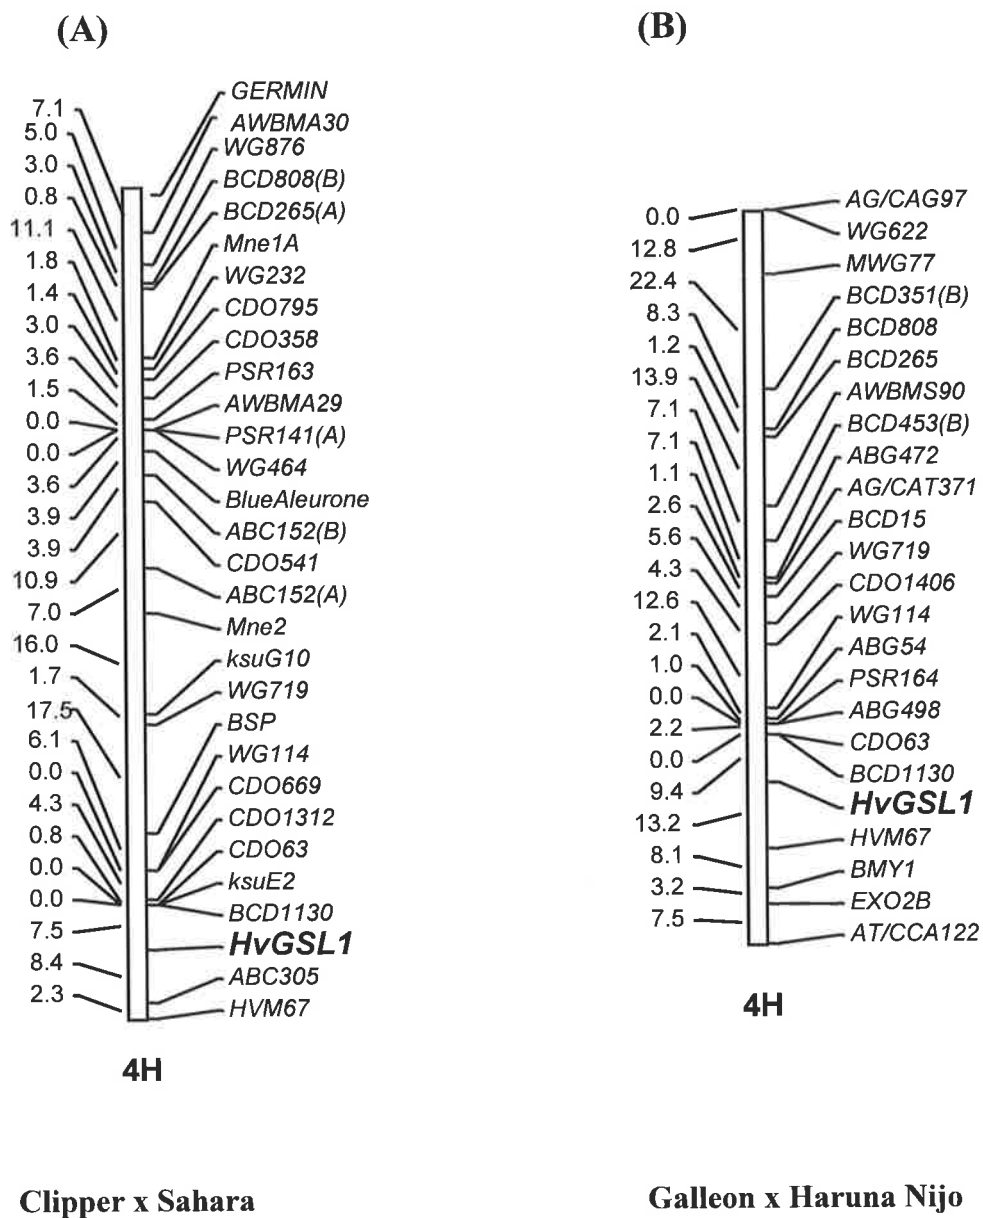 (A)
7.1
5.0
3.0
0.8
11.1
1.8
1.4
3.0
3.6
1.5
0.0
0.0
3.6
3.9
3.9
10.9
7.0
16.0
1.7
17.5
6.1
0.0
4.3
0.8
0.0
0.0
7.5
8.4
2.3
GERMIN
AWBMA30
WG876
BCD808(B)
BCD265(A)
Mne1A
WG232
CDO795
CDO358
PSR163
AWBMA29
PSR141(A)
WG464
BlueAleurone
ABC152(B)
CDO541
ABC152(A)
Mne2
ksuG10
WG719
BSP
WG114
CDO669
CDO1312
CDO63
ksuE2
BCD1130
HvGSL1
ABC305
HVM67
4H
Clipper x Sahara
(B)
0.0
12.8
22.4
8.3
1.2
13.9
7.1
7.1
1.1
2.6
5.6
4.3
12.6
2.1
1.0
0.0
2.2
0.0
9.4
13.2
8.1
3.2
7.5
AG/CAG97
WG622
MWG77
BCD351(B)
BCD808
BCD265
AWBMS90
BCD453(B)
ABG472
AG/CAT371
BCD15
WG719
CDO1406
WG114
ABG54
PSR164
ABG498
CDO63
BCD1130
HvGSL1
HVM67
BMY1
EXO2B
AT/CCA122
4H
Galleon x Haruna Nijo